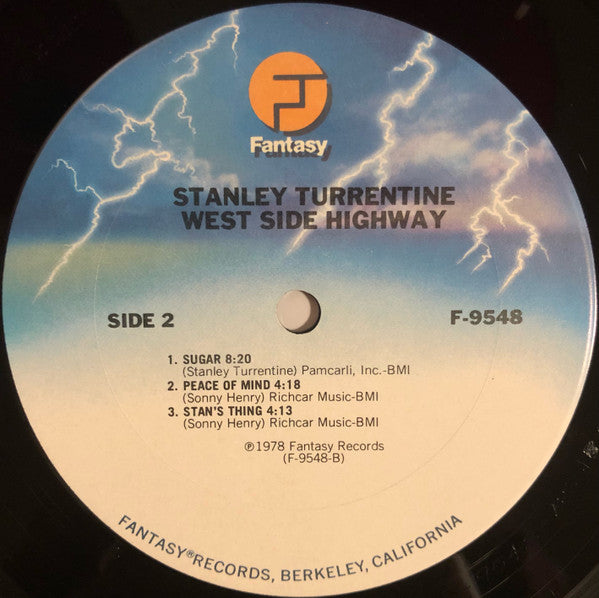 Fantasy
STANLEY TURRENTINE
WEST SIDE HIGHWAY
SIDE 2
F-9548
1. SUGAR 8:20
(Stanley Turrentine) Pamcarli, Inc.-BMI
2. PEACE OF MIND 4:18
(Sonny Henry) Richcar Music-BMI
3. STAN'S THING 4:13
(Sonny Henry) Richcar Music-BMI
℗1978 Fantasy Records
(F-9548-B)
FANTASY® RECORDS, BERKELEY, CALIFORNIA